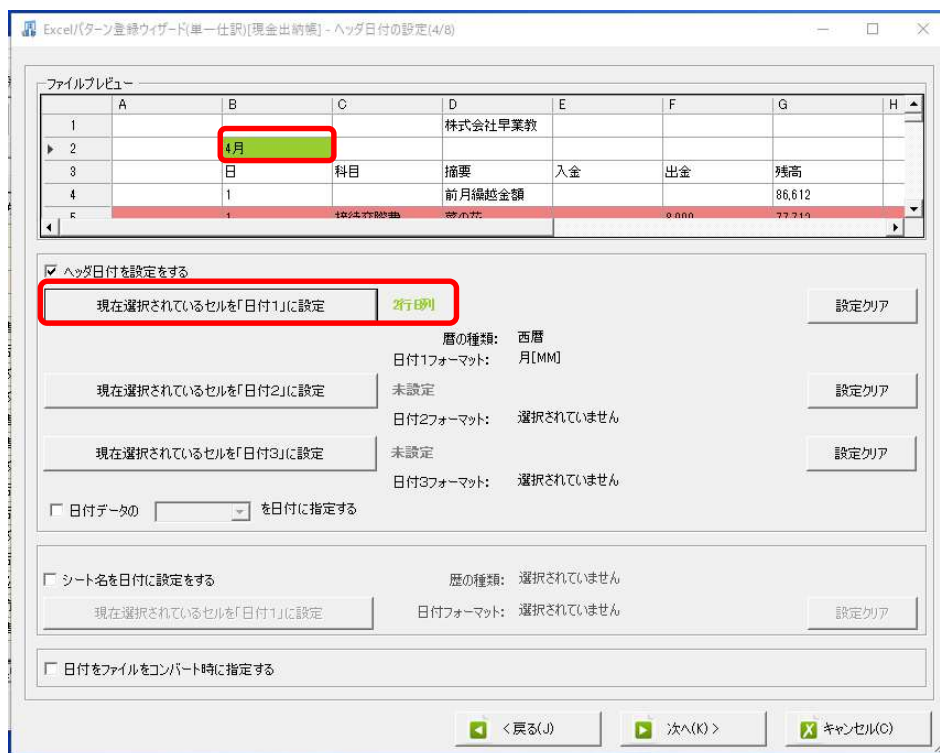 Excelパターン登録ウィザード(単一仕訳)[現金出納帳] - ヘッダ日付の設定(4/8)
ファイルプレビュー
A B C D E F G H
1 株式会社早業教
2 4月
3 日 科目 摘要 入金 出金 残高
4 1 前月繰越金額 86,612
ヘッダ日付を設定をする
現在選択されているセルを「日付1」に設定 2行B列 設定クリア
暦の種類: 西暦
日付1フォーマット: 月[MM]
現在選択されているセルを「日付2」に設定 未設定 設定クリア
日付2フォーマット: 選択されていません
現在選択されているセルを「日付3」に設定 未設定 設定クリア
日付3フォーマット: 選択されていません
日付データの を日付に指定する
シート名を日付に設定をする 暦の種類: 選択されていません
現在選択されているセルを「日付1」に設定 日付フォーマット: 選択されていません 設定クリア
日付をファイルをコンバート時に指定する
<戻る(J) 次へ(K)> キャンセル(C)